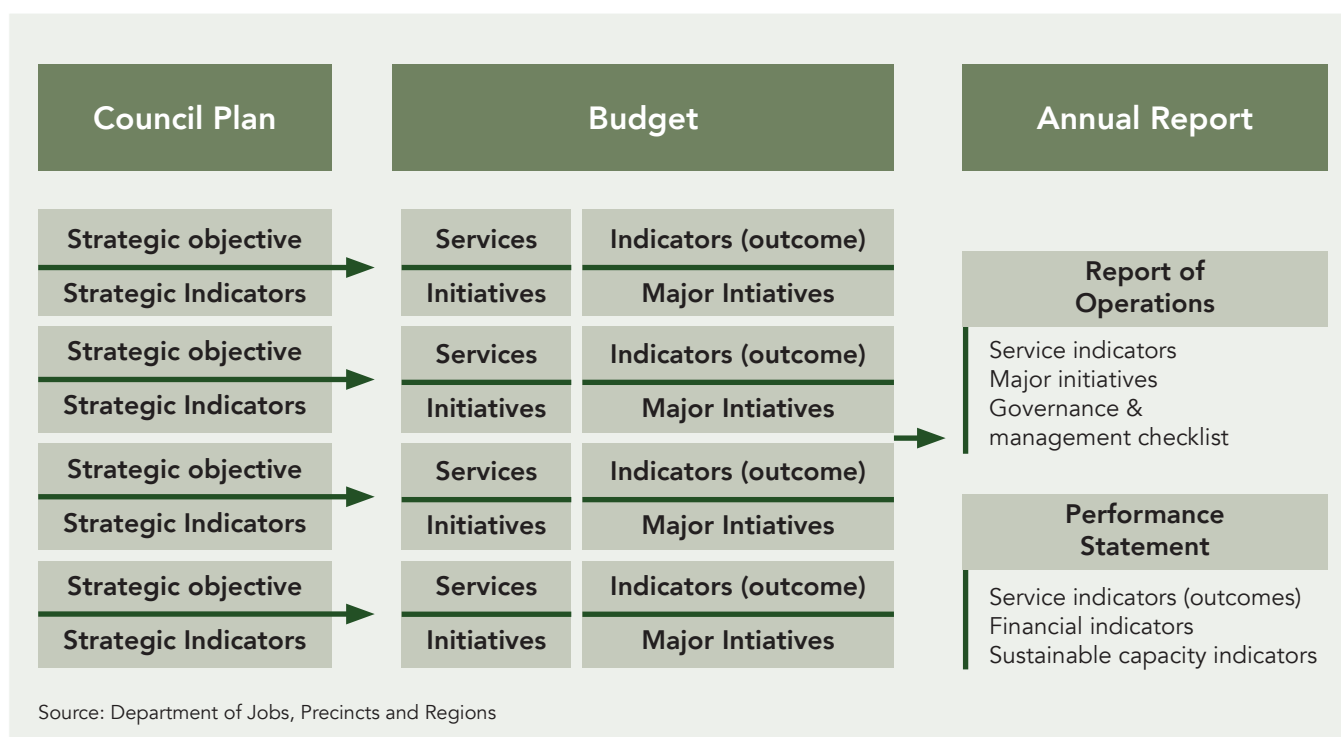 Council Plan
Budget
Annual Report
Strategic objective
Strategic Indicators
Services
Initiatives
Indicators (outcome)
Major Intiatives
Strategic objective
Strategic Indicators
Services
Initiatives
Indicators (outcome)
Major Intiatives
Strategic objective
Strategic Indicators
Services
Initiatives
Indicators (outcome)
Major Intiatives
Strategic objective
Strategic Indicators
Services
Initiatives
Indicators (outcome)
Major Intiatives
Report of
Operations
Service indicators
Major initiatives
Governance &
management checklist
Performance
Statement
Service indicators (outcomes)
Financial indicators
Sustainable capacity indicators
Source: Department of Jobs, Precincts and Regions